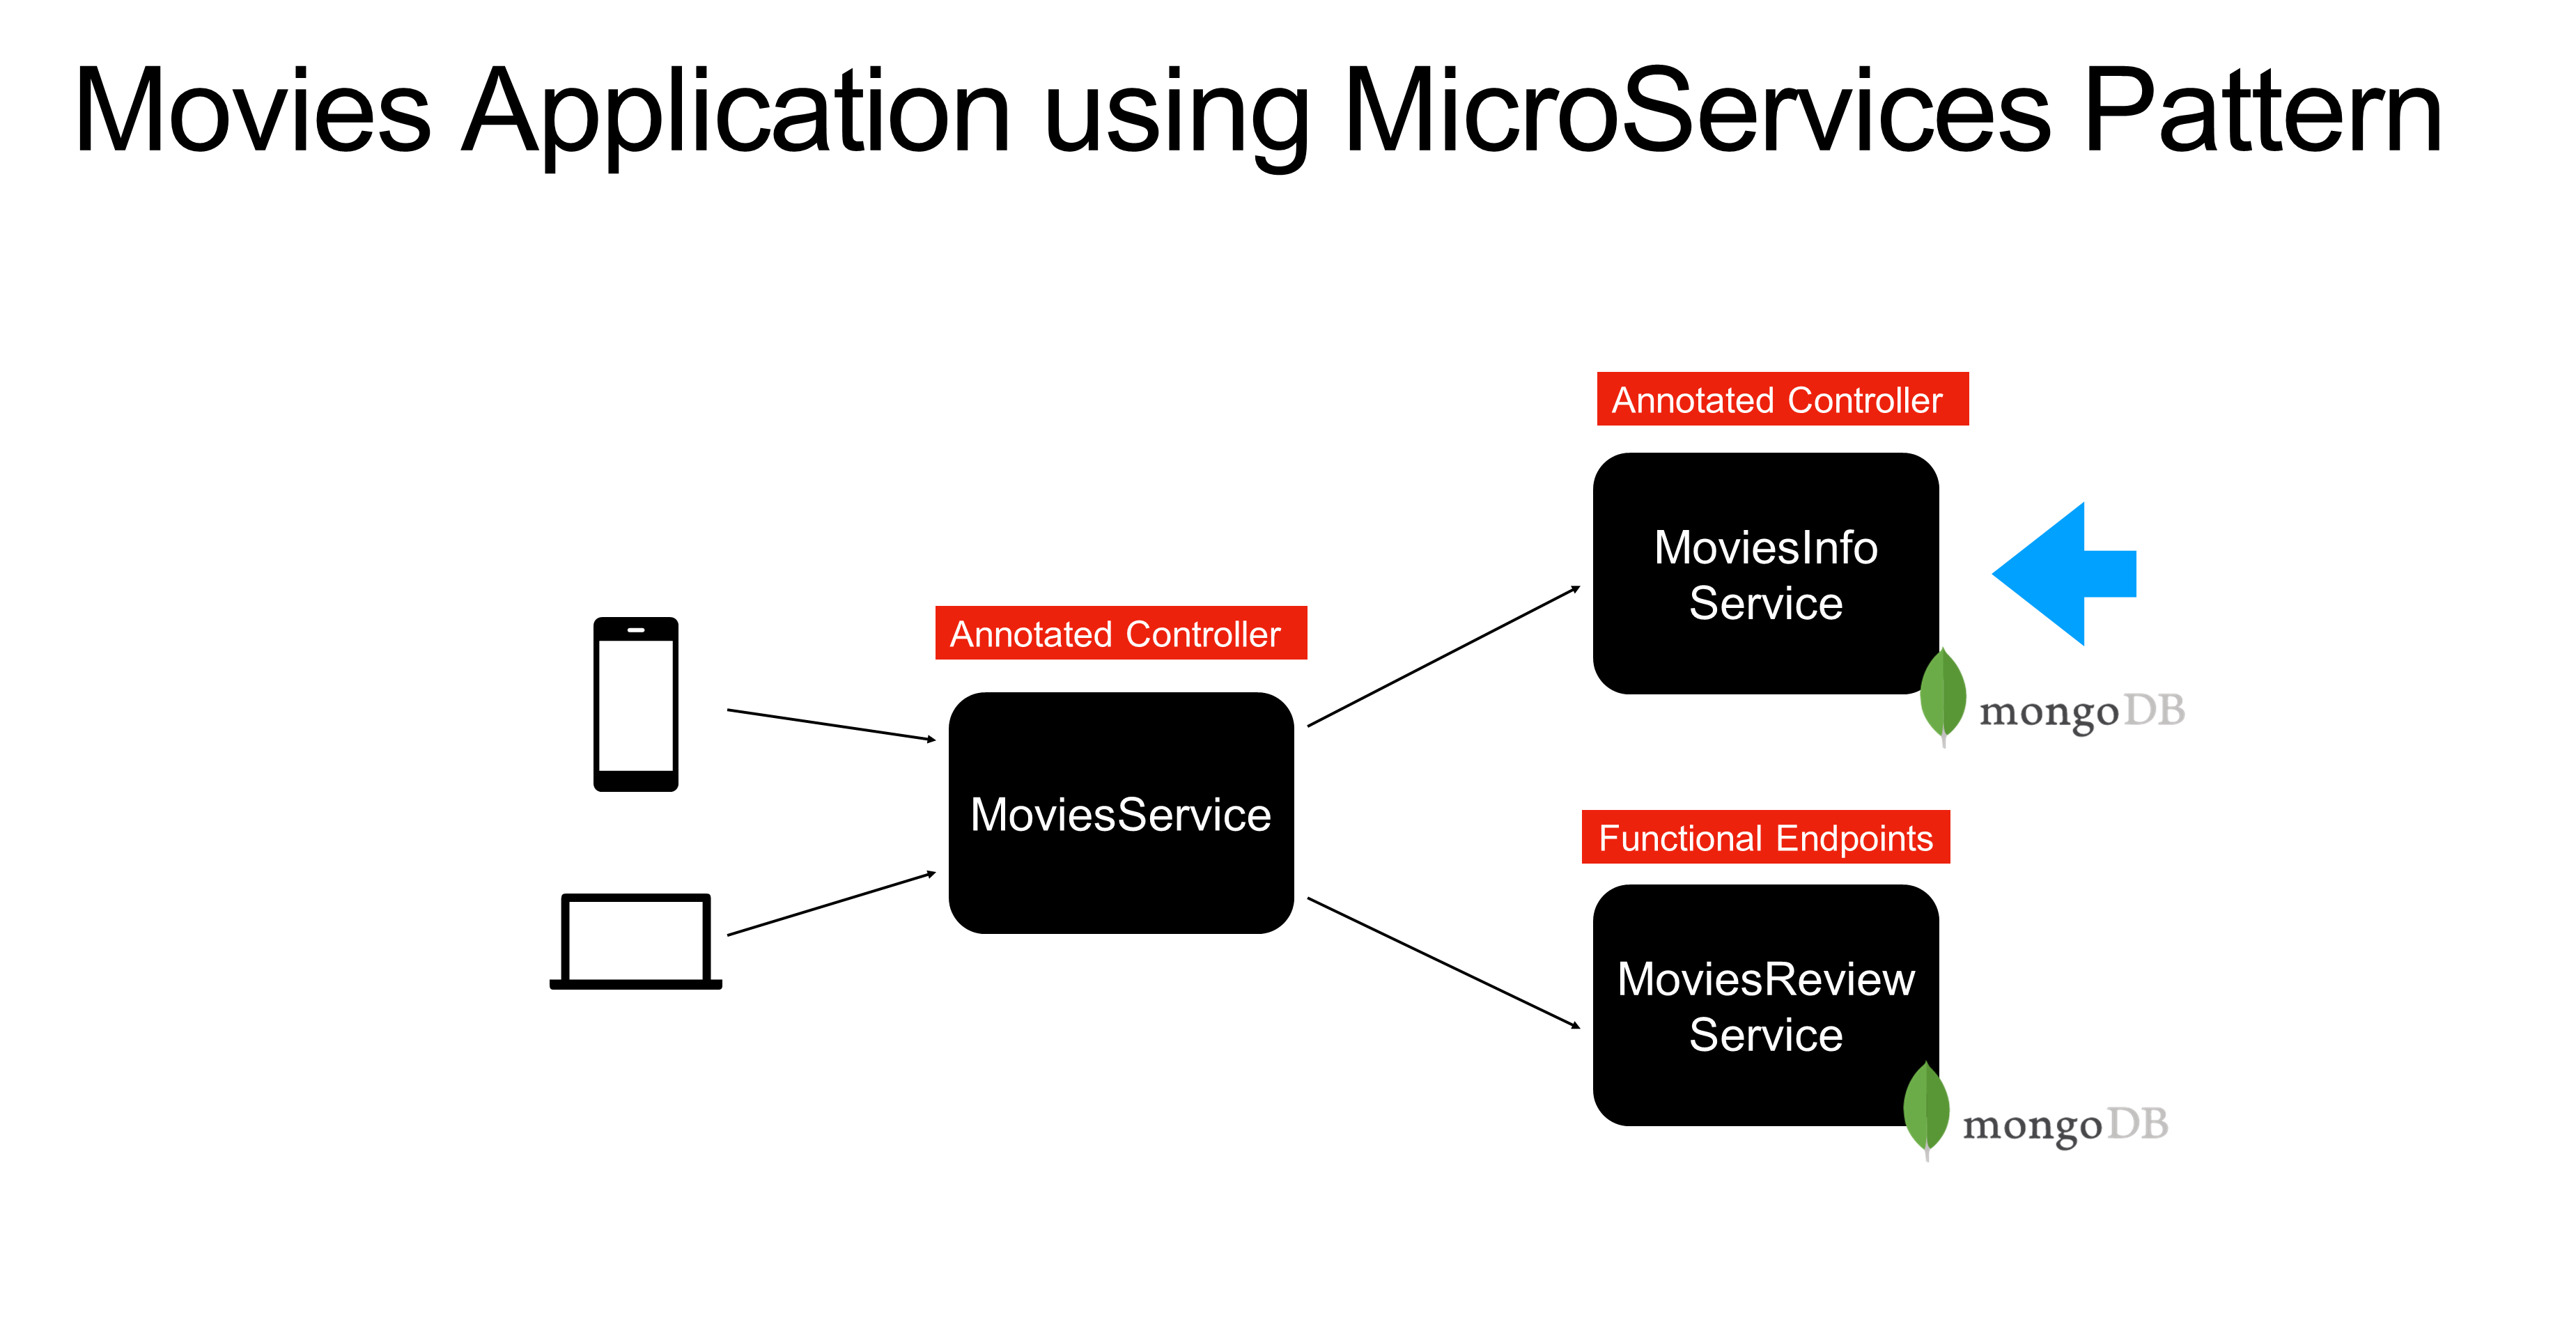 Movies Application using MicroServices Pattern
Annotated Controller
MoviesService
Annotated Controller
MoviesInfo
Service
mongoDB
Functional Endpoints
MoviesReview
Service
mongoDB